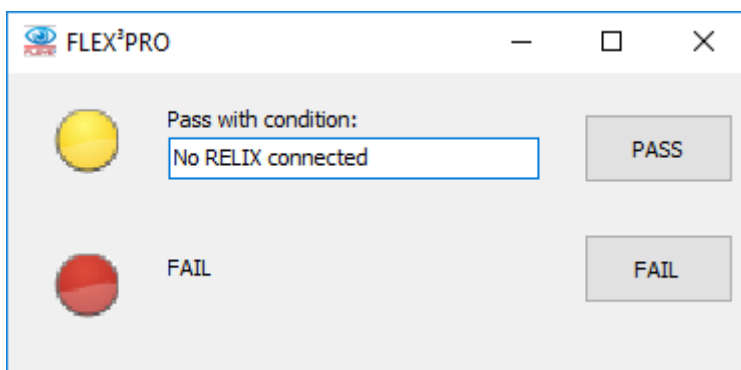 FLEX³PRO
Pass with condition:
No RELIX connected
PASS
FAIL
FAIL